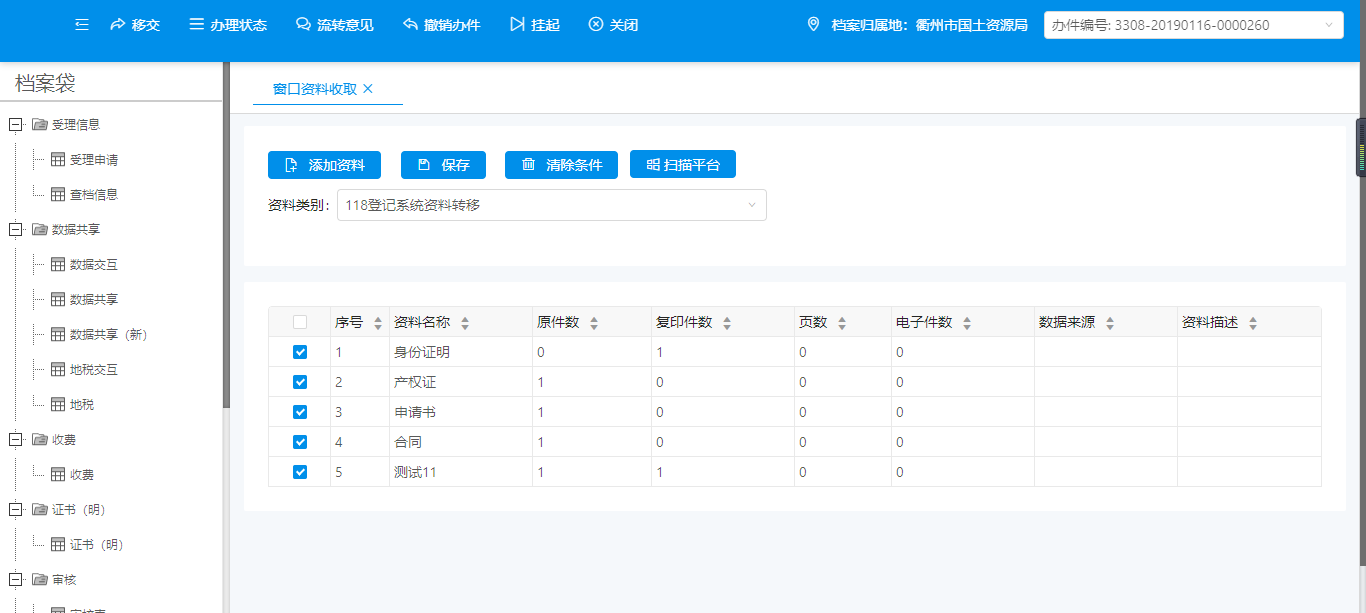 移交 办理状态 流转意见 撤销办件 挂起 关闭 档案归属地：衢州市国土资源局 办件编号: 3308-20190116-0000260
档案袋
窗口资料收取
受理信息
受理申请
查档信息
数据共享
数据交互
数据共享
数据共享（新）
地税交互
地税
收费
收费
证书（明）
证书（明）
审核
添加资料 保存 清除条件 扫描平台
资料类别： 118登记系统资料转移
序号 资料名称 原件数 复印件数 页数 电子件数 数据来源 资料描述
1 身份证明 0 1 0 0
2 产权证 1 0 0 0
3 申请书 1 0 0 0
4 合同 1 0 0 0
5 测试11 1 1 0 0